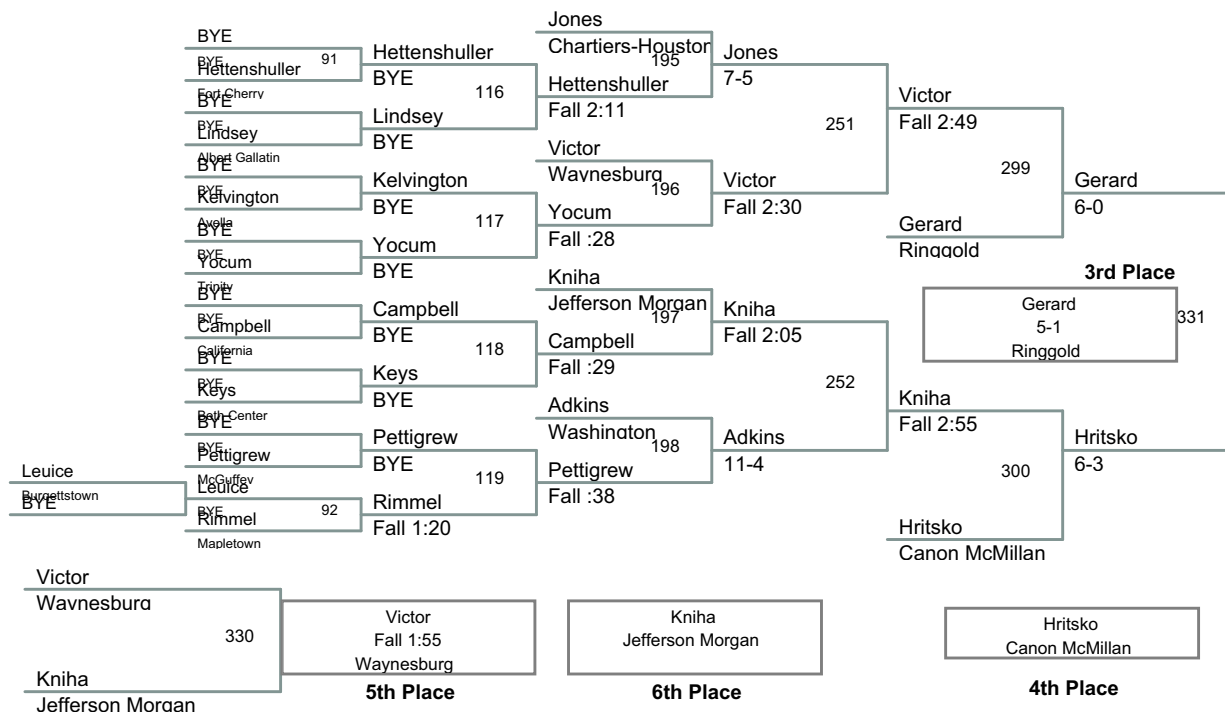 Leuice
Burgettstown
BYE
BYE
BYE
91
Hettenshuller
Fort Cherry
BYE
BYE
Lindsey
Albert Gallatin
BYE
BYE
Kelvington
Avella
BYE
BYE
Yocum
Trinity
BYE
BYE
Campbell
California
BYE
BYE
Keys
Beth Center
BYE
BYE
Pettigrew
McGuffey
Leuice
BYE
92
Rimmel
Mapletown
Hettenshuller
BYE
116
Lindsey
BYE
Kelvington
BYE
117
Yocum
BYE
Campbell
BYE
118
Keys
BYE
Pettigrew
BYE
119
Rimmel
Fall 1:20
Jones
Chartiers-Houston
195
Hettenshuller
Fall 2:11
Victor
Waynesburg
196
Yocum
Fall :28
Kniha
Jefferson Morgan
197
Campbell
Fall :29
Adkins
Washington
198
Pettigrew
Fall :38
Jones
7-5
251
Victor
Fall 2:30
Kniha
Fall 2:05
252
Adkins
11-4
Victor
Fall 2:49
299
Gerard
Ringgold
Kniha
Fall 2:55
300
Hritsko
Canon McMillan
Gerard
6-0
3rd Place
Gerard
5-1
Ringgold
331
Hritsko
6-3
Victor
Waynesburg
330
Kniha
Jefferson Morgan
Victor
Fall 1:55
Waynesburg
5th Place
Kniha
Jefferson Morgan
6th Place
Hritsko
Canon McMillan
4th Place